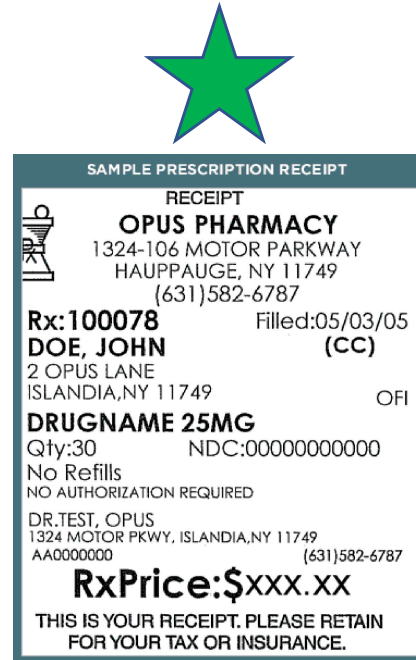 SAMPLE PRESCRIPTION RECEIPT
RECEIPT
OPUS PHARMACY
1324-106 MOTOR PARKWAY
HAUPPAUGE, NY 11749
(631)582-6787
Rx:100078 Filled:05/03/05
DOE, JOHN (CC)
2 OPUS LANE
ISLANDIA,NY 11749 OFI
DRUGNAME 25MG
Qty:30 NDC:00000000000
No Refills
NO AUTHORIZATION REQUIRED
DR.TEST, OPUS
1324 MOTOR PKWY, ISLANDIA,NY 11749
AA0000000 (631)582-6787
RxPrice:$xxx.xx
THIS IS YOUR RECEIPT. PLEASE RETAIN
FOR YOUR TAX OR INSURANCE.